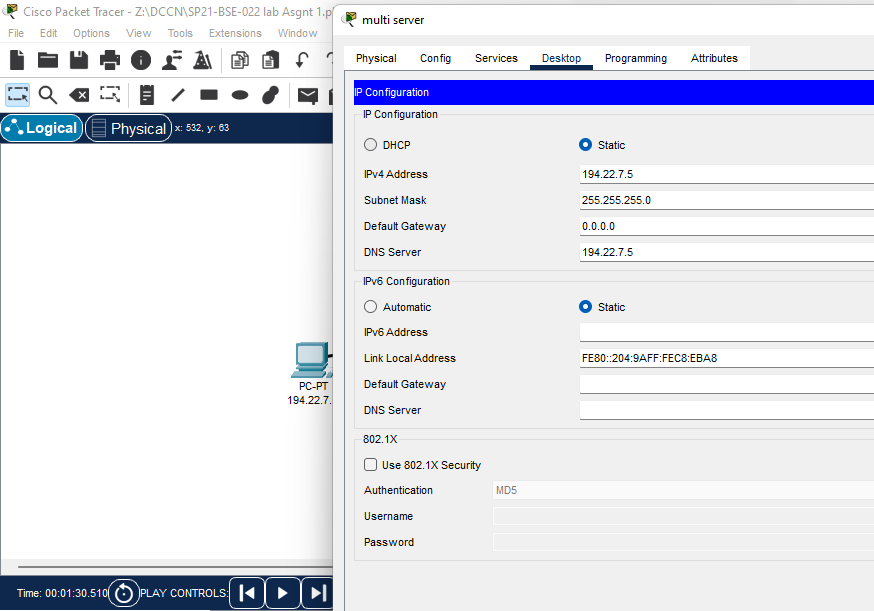 Cisco Packet Tracer - Z:\DCCN\SP21-BSE-022 lab Asgnt 1.p
File Edit Options View Tools Extensions Window
Logical Physical x: 532, y: 63
PC-PT
194.22.7.
Time: 00:01:30.510 PLAY CONTROLS:
multi server
Physical Config Services Desktop Programming Attributes
IP Configuration
IP Configuration
DHCP Static
IPv4 Address 194.22.7.5
Subnet Mask 255.255.255.0
Default Gateway 0.0.0.0
DNS Server 194.22.7.5
IPv6 Configuration
Automatic Static
IPv6 Address
Link Local Address FE80::204:9AFF:FEC8:EBA8
Default Gateway
DNS Server
802.1X
Use 802.1X Security
Authentication MD5
Username
Password